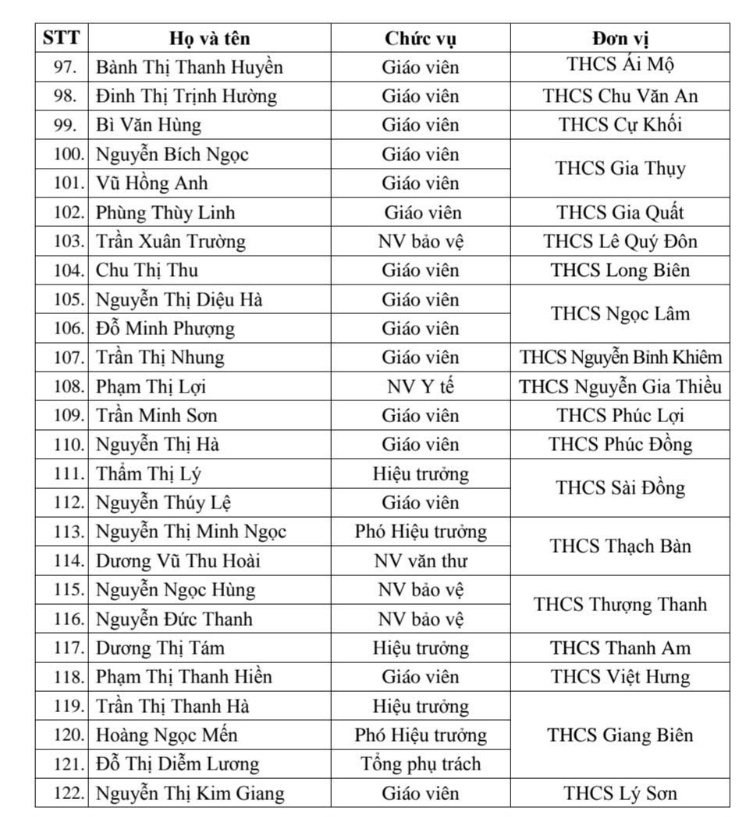 STT Họ và tên Chức vụ Đơn vị
97. Bành Thị Thanh Huyền Giáo viên THCS Ái Mộ
98. Đinh Thị Trịnh Hường Giáo viên THCS Chu Văn An
99. Bì Văn Hùng Giáo viên THCS Cự Khối
100. Nguyễn Bích Ngọc Giáo viên THCS Gia Thụy
101. Vũ Hồng Anh Giáo viên
102. Phùng Thùy Linh Giáo viên THCS Gia Quất
103. Trần Xuân Trường NV bảo vệ THCS Lê Quý Đôn
104. Chu Thị Thu Giáo viên THCS Long Biên
105. Nguyễn Thị Diệu Hà Giáo viên THCS Ngọc Lâm
106. Đỗ Minh Phượng Giáo viên
107. Trần Thị Nhung Giáo viên THCS Nguyễn Bỉnh Khiêm
108. Phạm Thị Lợi NV Y tế THCS Nguyễn Gia Thiều
109. Trần Minh Sơn Giáo viên THCS Phúc Lợi
110. Nguyễn Thị Hà Giáo viên THCS Phúc Đồng
111. Thẩm Thị Lý Hiệu trưởng THCS Sài Đồng
112. Nguyễn Thúy Lệ Giáo viên
113. Nguyễn Thị Minh Ngọc Phó Hiệu trưởng THCS Thạch Bàn
114. Dương Vũ Thu Hoài NV văn thư
115. Nguyễn Ngọc Hùng NV bảo vệ THCS Thượng Thanh
116. Nguyễn Đức Thanh NV bảo vệ
117. Dương Thị Tám Hiệu trưởng THCS Thanh Am
118. Phạm Thị Thanh Hiền Giáo viên THCS Việt Hưng
119. Trần Thị Thanh Hà Hiệu trưởng THCS Giang Biên
120. Hoàng Ngọc Mến Phó Hiệu trưởng
121. Đỗ Thị Diễm Lương Tổng phụ trách
122. Nguyễn Thị Kim Giang Giáo viên THCS Lý Sơn